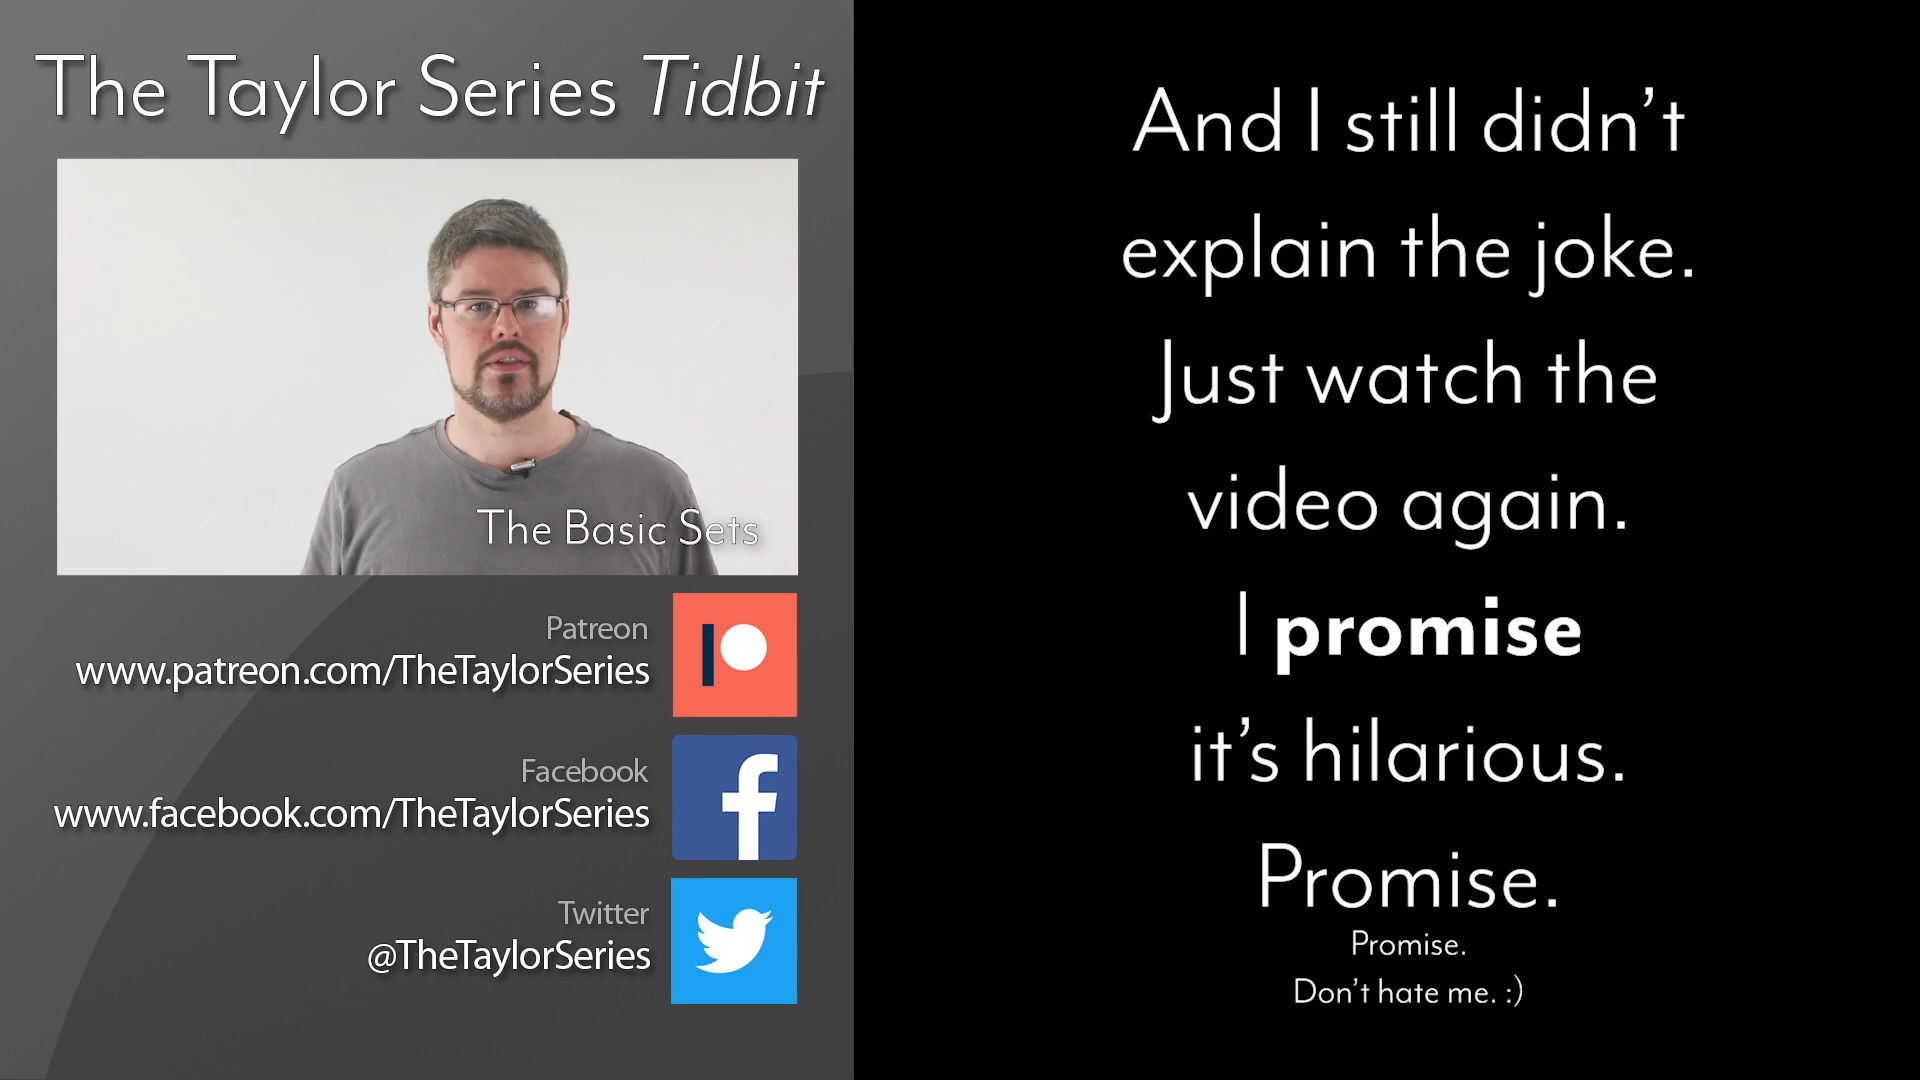 The Taylor Series Tidbit
The Basic Sets
Patreon
www.patreon.com/TheTaylorSeries
Facebook
www.facebook.com/TheTaylorSeries
Twitter
@TheTaylorSeries
And I still didn’t
explain the joke.
Just watch the
video again.
I promise
it’s hilarious.
Promise.
Promise.
Don’t hate me. :)